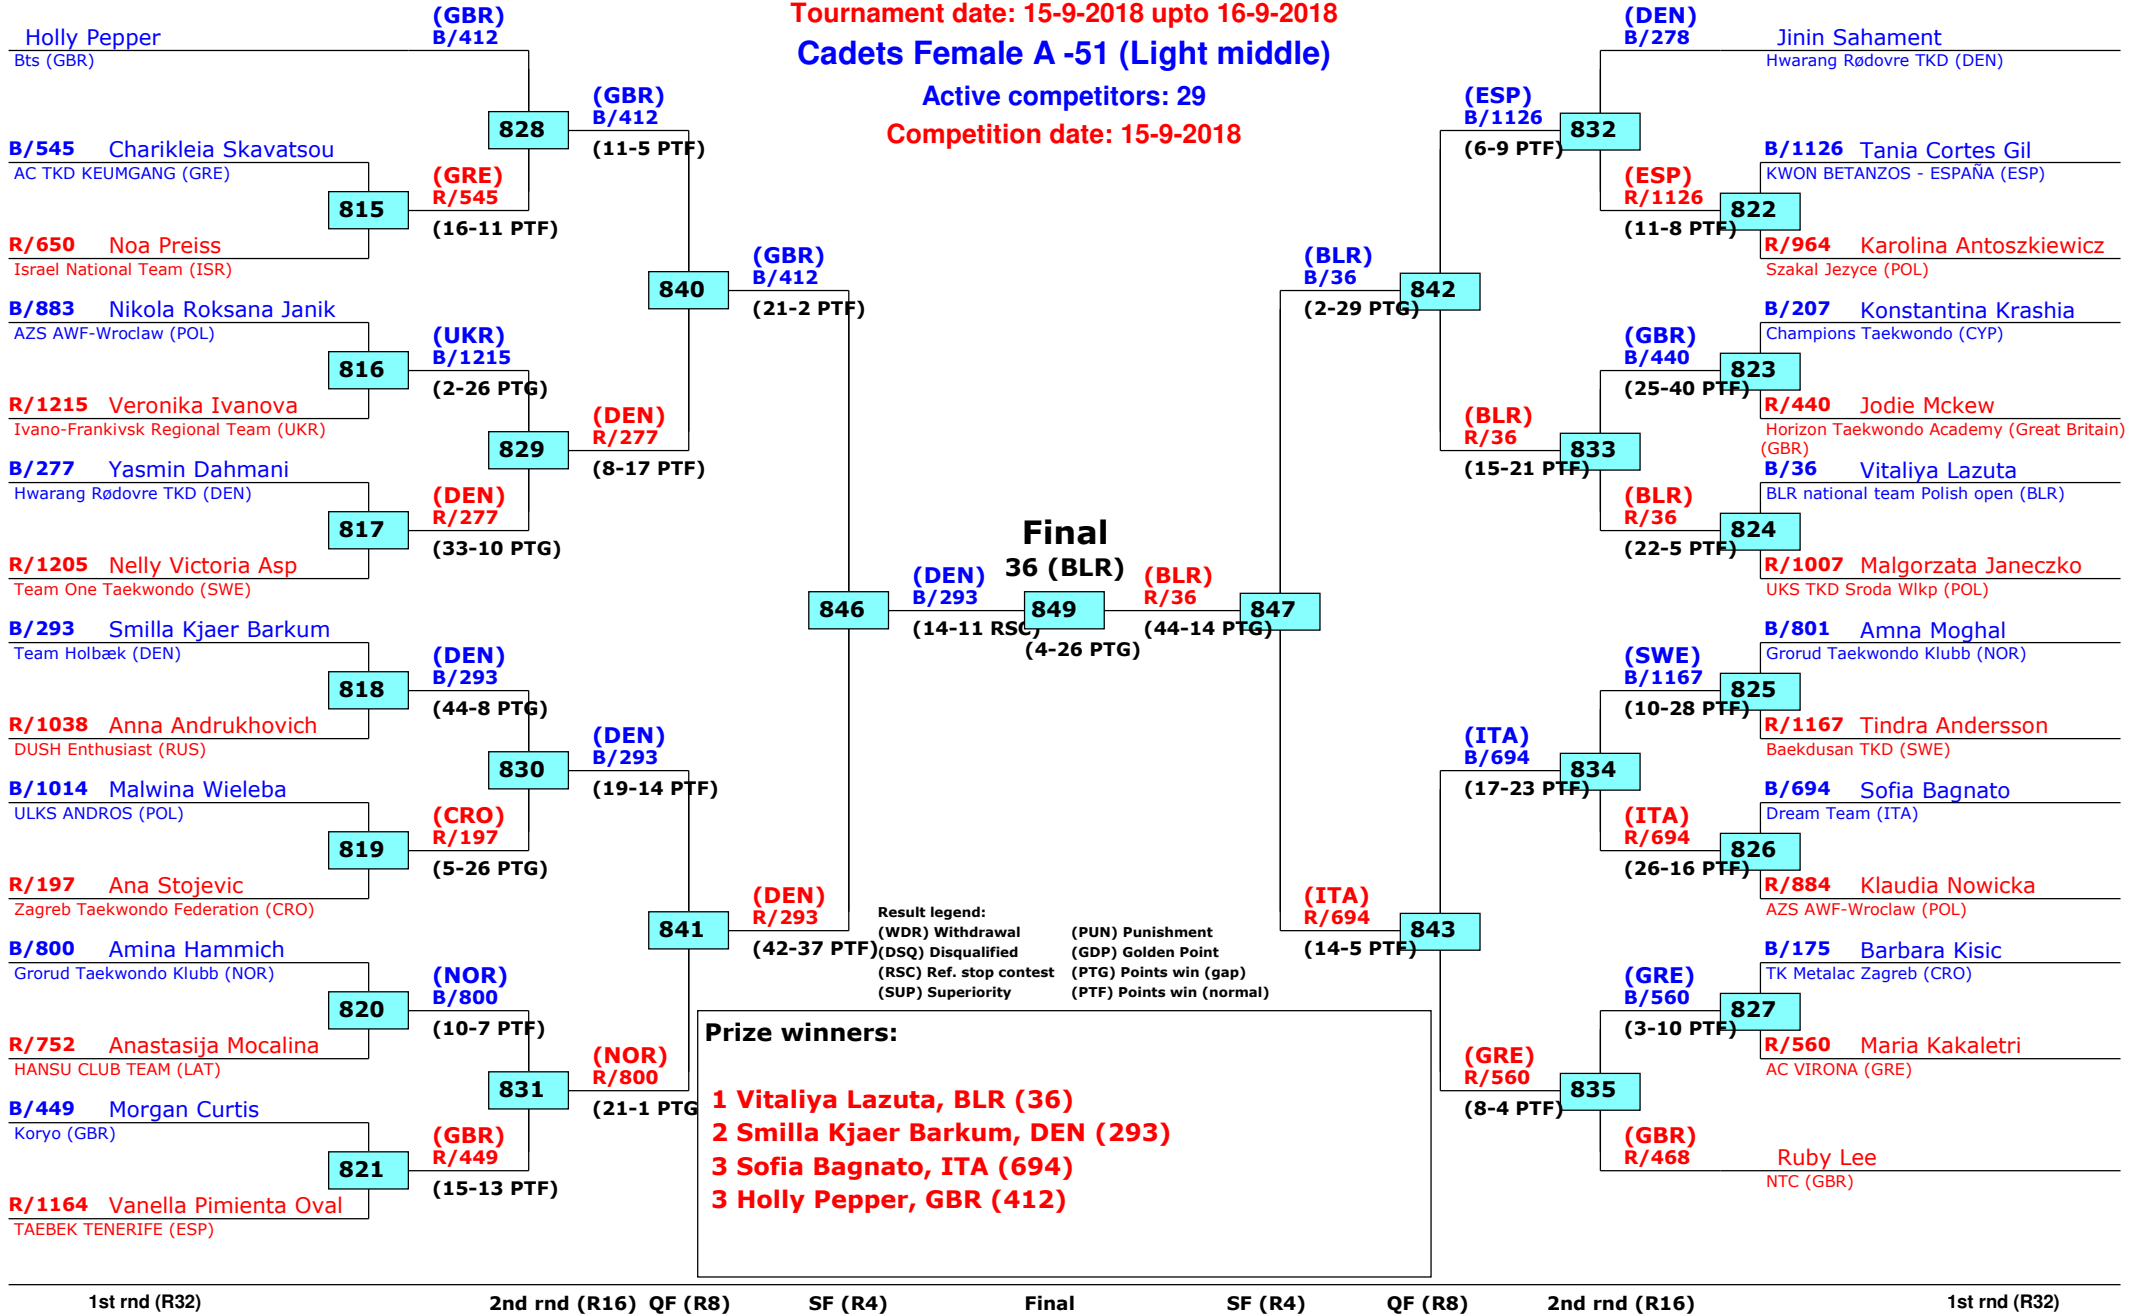 Tournament date: 15-9-2018 upto 16-9-2018
Cadets Female A -51 (Light middle)
Active competitors: 29
Competition date: 15-9-2018
Holly Pepper
Bts (GBR)
B/545 Charikleia Skavatsou
AC TKD KEUMGANG (GRE)
R/650 Noa Preiss
Israel National Team (ISR)
B/883 Nikola Roksana Janik
AZS AWF-Wroclaw (POL)
R/1215 Veronika Ivanova
Ivano-Frankivsk Regional Team (UKR)
B/277 Yasmin Dahmani
Hwarang Rødovre TKD (DEN)
R/1205 Nelly Victoria Asp
Team One Taekwondo (SWE)
B/293 Smilla Kjaer Barkum
Team Holbæk (DEN)
R/1038 Anna Andrukhovich
DUSH Enthusiast (RUS)
B/1014 Malwina Wieleba
ULKS ANDROS (POL)
R/197 Ana Stojevic
Zagreb Taekwondo Federation (CRO)
B/800 Amina Hammich
Grorud Taekwondo Klubb (NOR)
R/752 Anastasija Mocalina
HANSU CLUB TEAM (LAT)
B/449 Morgan Curtis
Koryo (GBR)
R/1164 Vanella Pimienta Oval
TAEBEK TENERIFE (ESP)
815
816
817
818
819
820
821
(GBR)
B/412
(GRE)
R/545
(16-11 PTF)
(UKR)
B/1215
(2-26 PTG)
(DEN)
R/277
(33-10 PTG)
(DEN)
B/293
(44-8 PTG)
(CRO)
R/197
(5-26 PTG)
(NOR)
B/800
(10-7 PTF)
(GBR)
R/449
(15-13 PTF)
828
829
830
831
(GBR)
B/412
(11-5 PTF)
(DEN)
R/277
(8-17 PTF)
(DEN)
B/293
(19-14 PTF)
(NOR)
R/800
(21-1 PTG
840
841
(GBR)
B/412
(21-2 PTF)
(DEN)
R/293
(42-37 PTF)
846
(DEN)
B/293
(14-11 RSC)
Final
36 (BLR)
849
(4-26 PTG)
(BLR)
R/36
(44-14 PTG)
847
(BLR)
B/36
(2-29 PTG)
(ITA)
R/694
(14-5 PTF)
842
843
(ESP)
B/1126
(6-9 PTF)
(BLR)
R/36
(15-21 PTF)
(ITA)
B/694
(17-23 PTF)
(GRE)
R/560
(8-4 PTF)
832
833
834
835
(DEN)
B/278
(ESP)
R/1126
(11-8 PTF)
(GBR)
B/440
(25-40 PTF)
(BLR)
R/36
(22-5 PTF)
(SWE)
B/1167
(10-28 PTF)
(ITA)
R/694
(26-16 PTF)
(GRE)
B/560
(3-10 PTF)
(GBR)
R/468
822
823
824
825
826
827
Jinin Sahament
Hwarang Rødovre TKD (DEN)
B/1126 Tania Cortes Gil
KWON BETANZOS - ESPAÑA (ESP)
R/964 Karolina Antoszkiewicz
Szakal Jezyce (POL)
B/207 Konstantina Krashia
Champions Taekwondo (CYP)
R/440 Jodie Mckew
Horizon Taekwondo Academy (Great Britain)
(GBR)
B/36 Vitaliya Lazuta
BLR national team Polish open (BLR)
R/1007 Malgorzata Janeczko
UKS TKD Sroda Wlkp (POL)
B/801 Amna Moghal
Grorud Taekwondo Klubb (NOR)
R/1167 Tindra Andersson
Baekdusan TKD (SWE)
B/694 Sofia Bagnato
Dream Team (ITA)
R/884 Klaudia Nowicka
AZS AWF-Wroclaw (POL)
B/175 Barbara Kisic
TK Metalac Zagreb (CRO)
R/560 Maria Kakaletri
AC VIRONA (GRE)
Ruby Lee
NTC (GBR)
Result legend:
(WDR) Withdrawal (PUN) Punishment
(DSQ) Disqualified (GDP) Golden Point
(RSC) Ref. stop contest (PTG) Points win (gap)
(SUP) Superiority (PTF) Points win (normal)
Prize winners:
1 Vitaliya Lazuta, BLR (36)
2 Smilla Kjaer Barkum, DEN (293)
3 Sofia Bagnato, ITA (694)
3 Holly Pepper, GBR (412)
1st rnd (R32) 2nd rnd (R16) QF (R8) SF (R4) Final SF (R4) QF (R8) 2nd rnd (R16) 1st rnd (R32)